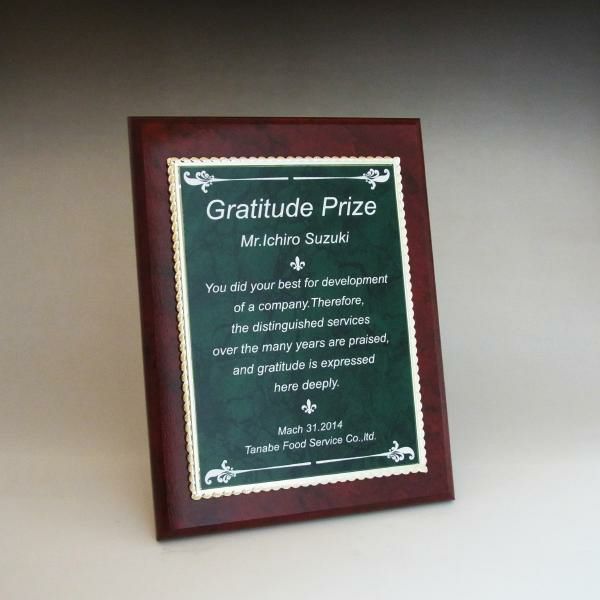 Gratitude Prize
Mr.Ichiro Suzuki
You did your best for development
of a company.Therefore,
the distinguished services
over the many years are praised,
and gratitude is expressed
here deeply.
Mach 31.2014
Tanabe Food Service Co.,ltd.